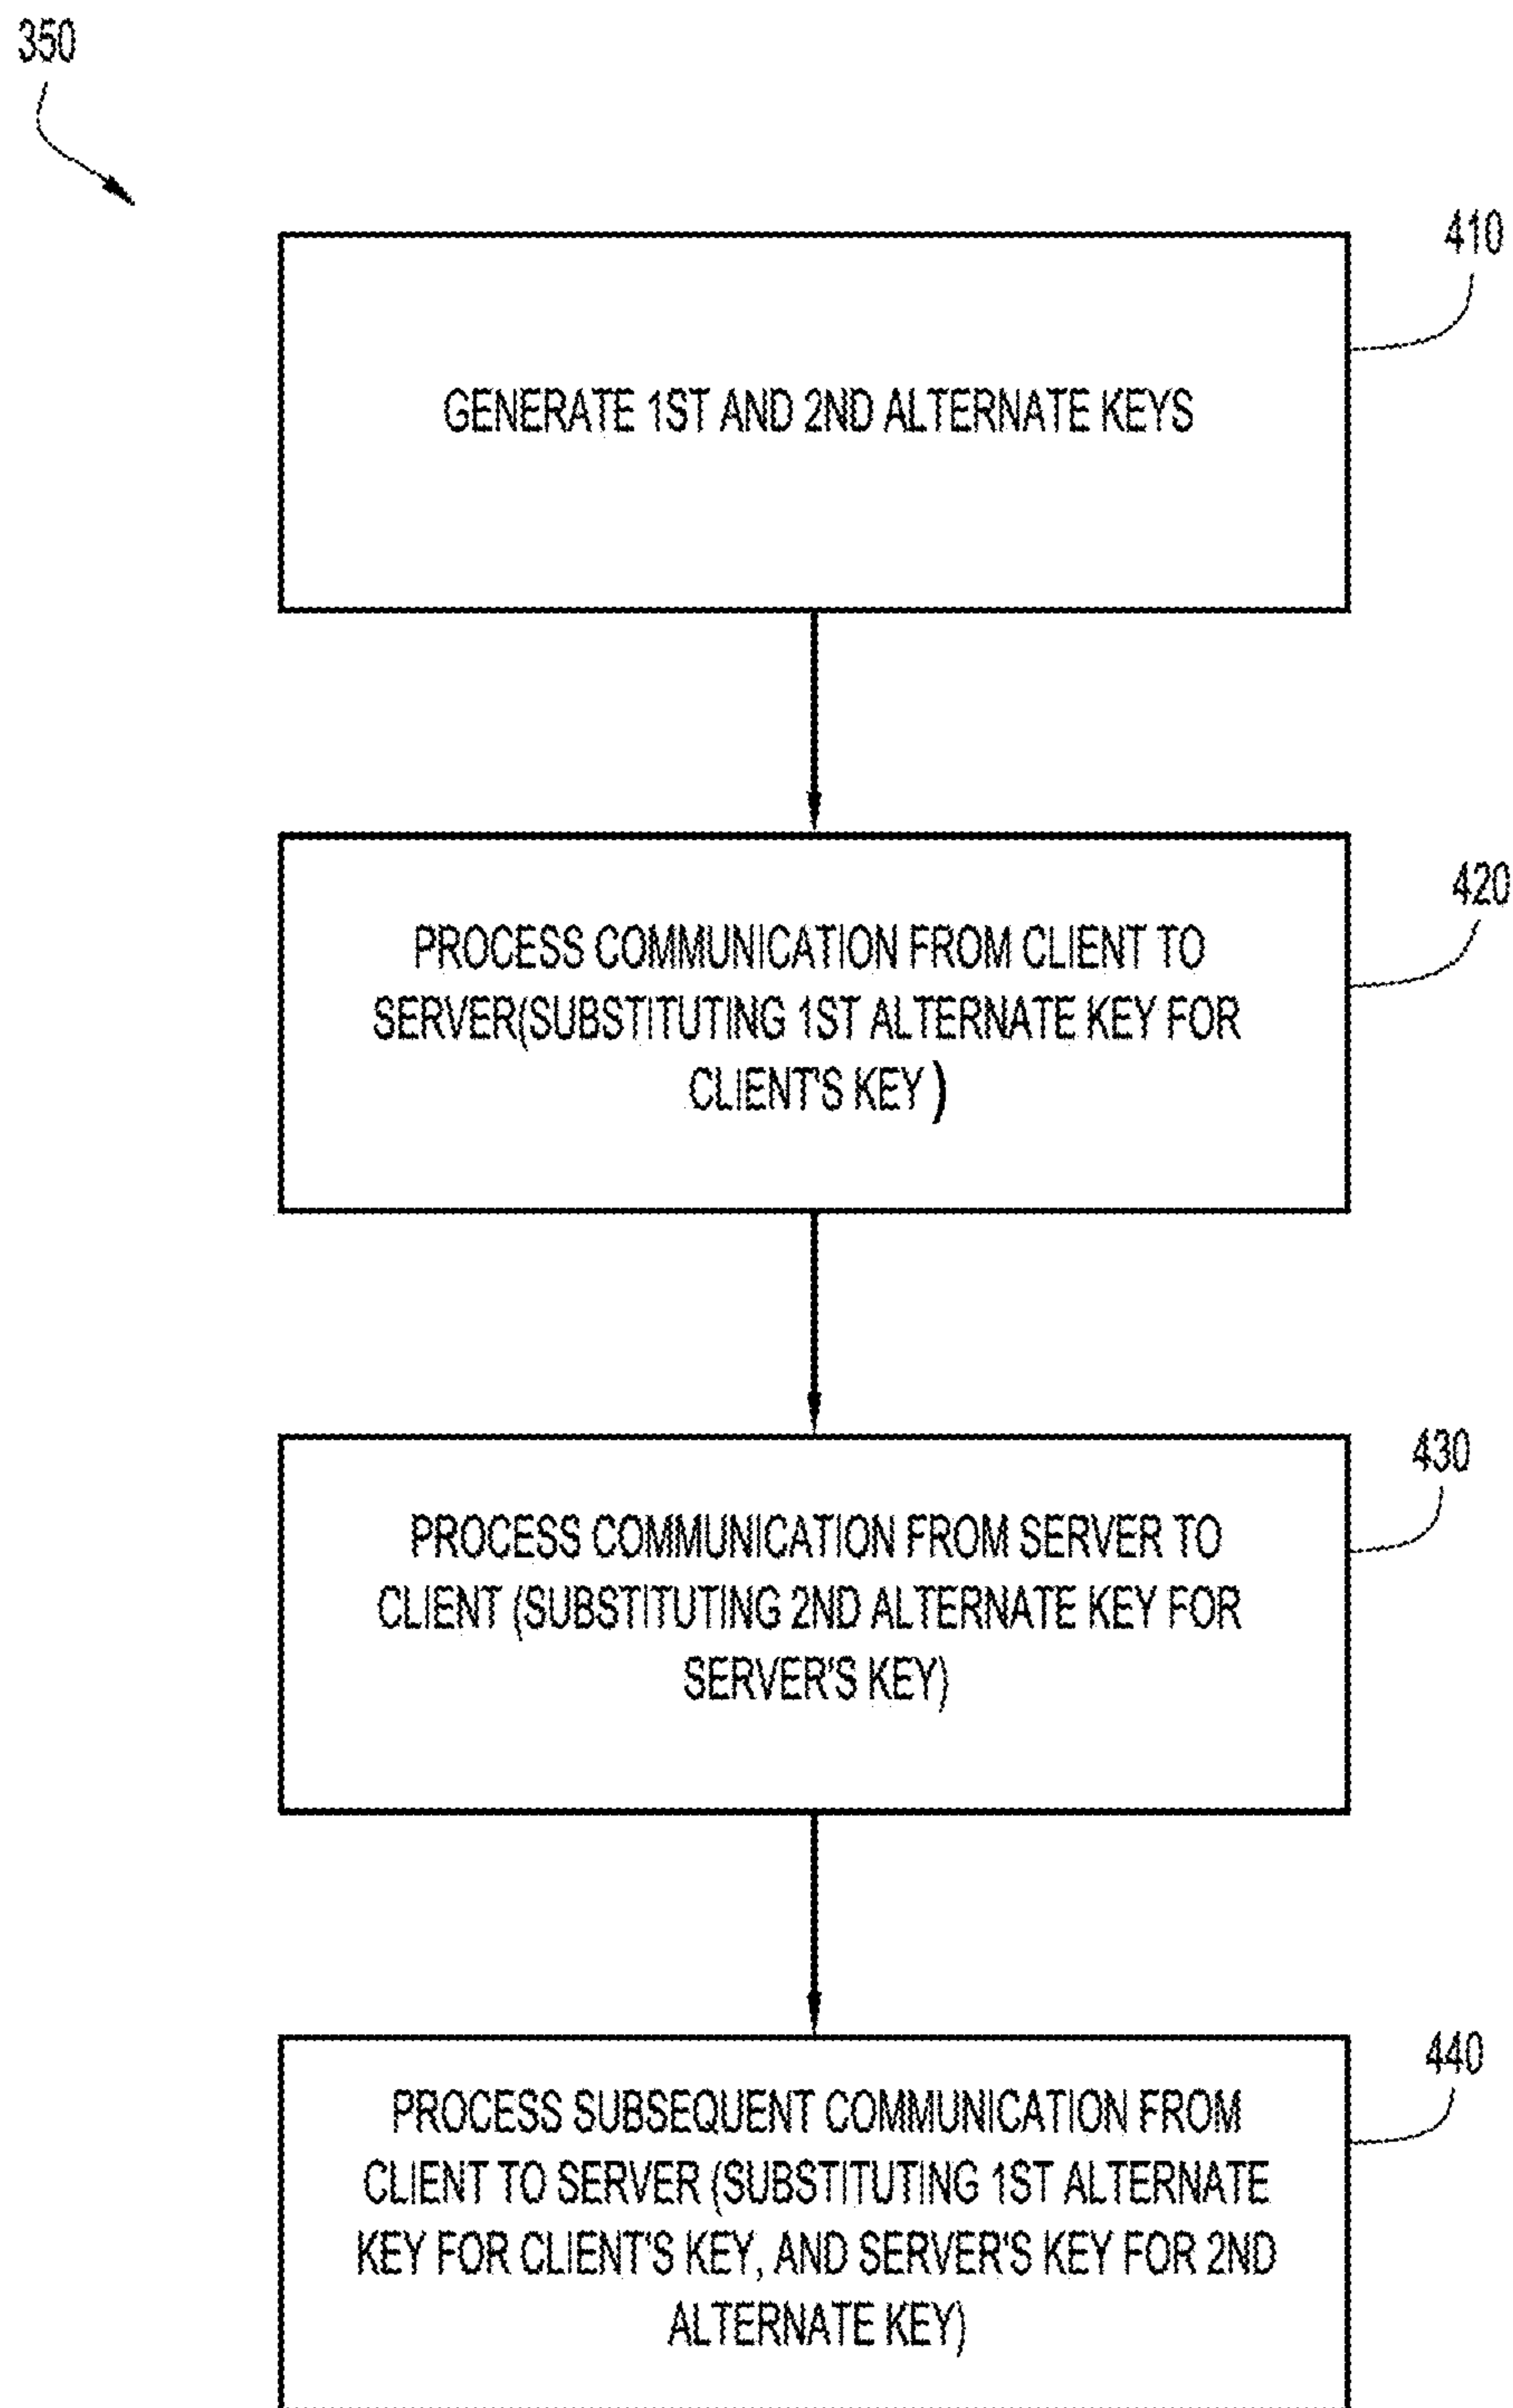 350
410
GENERATE 1ST AND 2ND ALTERNATE KEYS
420
PROCESS COMMUNICATION FROM CLIENT TO
SERVER(SUBSTITUTING 1ST ALTERNATE KEY FOR
CLIENT'S KEY )
430
PROCESS COMMUNICATION FROM SERVER TO
CLIENT (SUBSTITUTING 2ND ALTERNATE KEY FOR
SERVER'S KEY)
440
PROCESS SUBSEQUENT COMMUNICATION FROM
CLIENT TO SERVER (SUBSTITUTING 1ST ALTERNATE
KEY FOR CLIENT'S KEY, AND SERVER'S KEY FOR 2ND
ALTERNATE KEY)